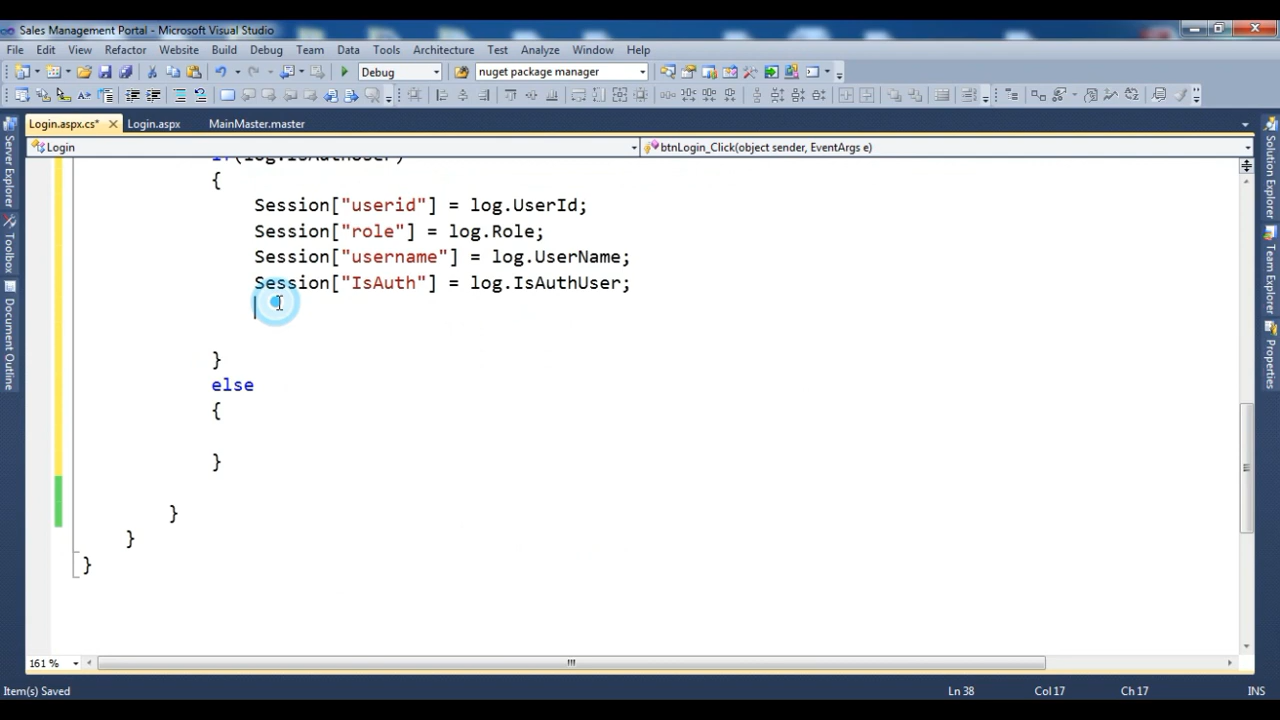 Sales Management Portal - Microsoft Visual Studio
File Edit View Refactor Website Build Debug Team Data Tools Architecture Test Analyze Window Help
Debug nuget package manager
Login.aspx.cs* Login.aspx MainMaster.master
Login btnLogin_Click(object sender, EventArgs e)
if(log.IsAuthUser)
{
Session["userid"] = log.UserId;
Session["role"] = log.Role;
Session["username"] = log.UserName;
Session["IsAuth"] = log.IsAuthUser;
}
else
{
}
}
}
}
Server Explorer
Toolbox
Document Outline
Solution Explorer
Team Explorer
Properties
161 %
Item(s) Saved Ln 38 Col 17 Ch 17 INS